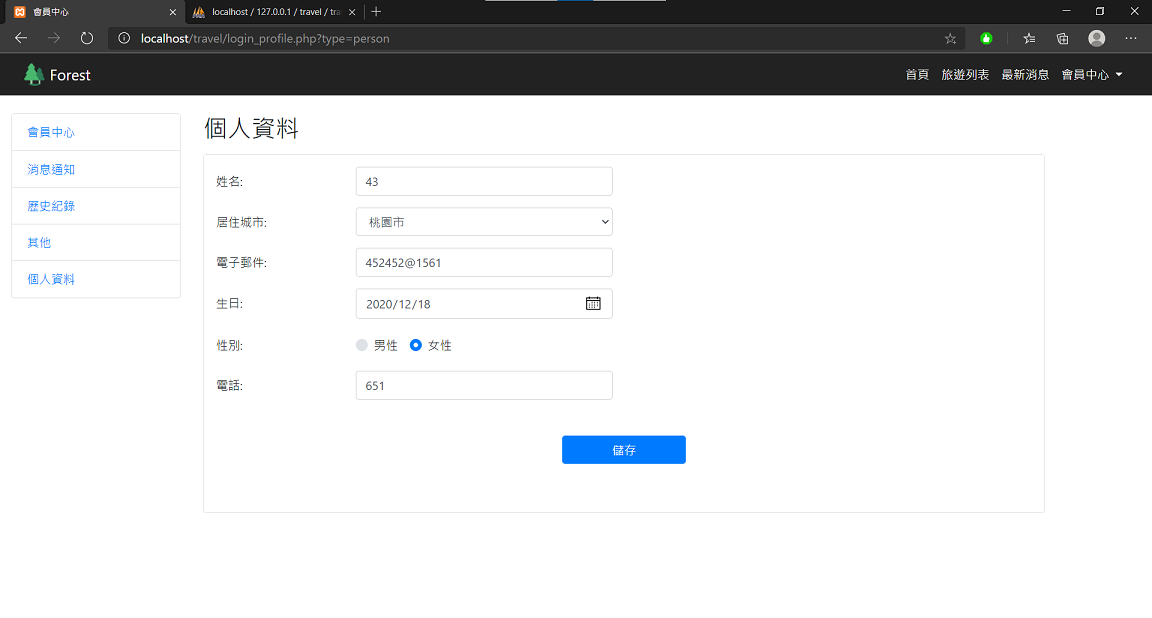 會員中心
localhost / 127.0.0.1 / travel / tra
localhost/travel/login_profile.php?type=person
Forest
首頁 旅遊列表 最新消息 會員中心
會員中心
消息通知
歷史紀錄
其他
個人資料
個人資料
姓名: 43
居住城市: 桃園市
電子郵件: 452452@1561
生日: 2020/12/18
性別: 男性 女性
電話: 651
儲存